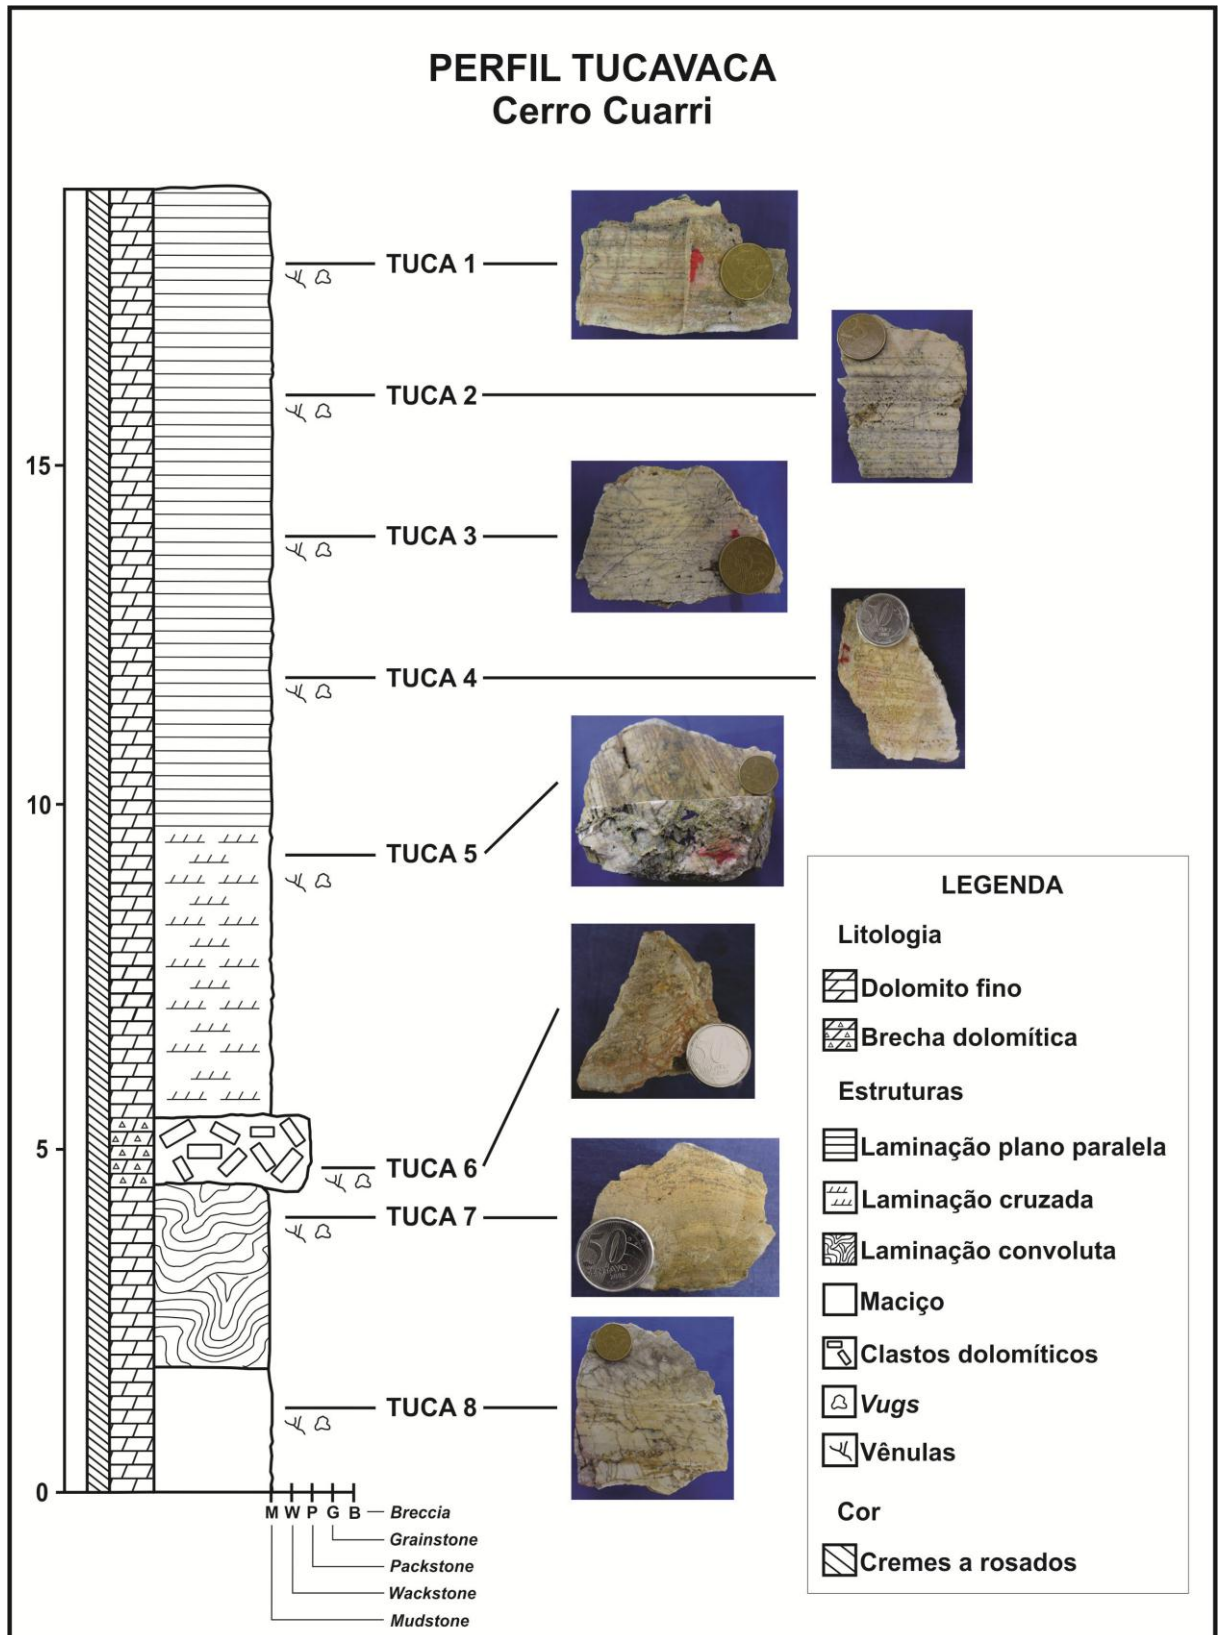 PERFIL TUCAVACA
Cerro Cuarri
TUCA 1
TUCA 2
15
TUCA 3
TUCA 4
10
TUCA 5
5
TUCA 6
TUCA 7
50
TUCA 8
0
M W P G B
Breccia
Grainstone
Packstone
Wackstone
Mudstone
LEGENDA
Litologia
Dolomito fino
Brecha dolomítica
Estruturas
Laminação plano paralela
Laminação cruzada
Laminação convoluta
Maciço
Clastos dolomíticos
Vugs
Vênulas
Cor
Cremes a rosados